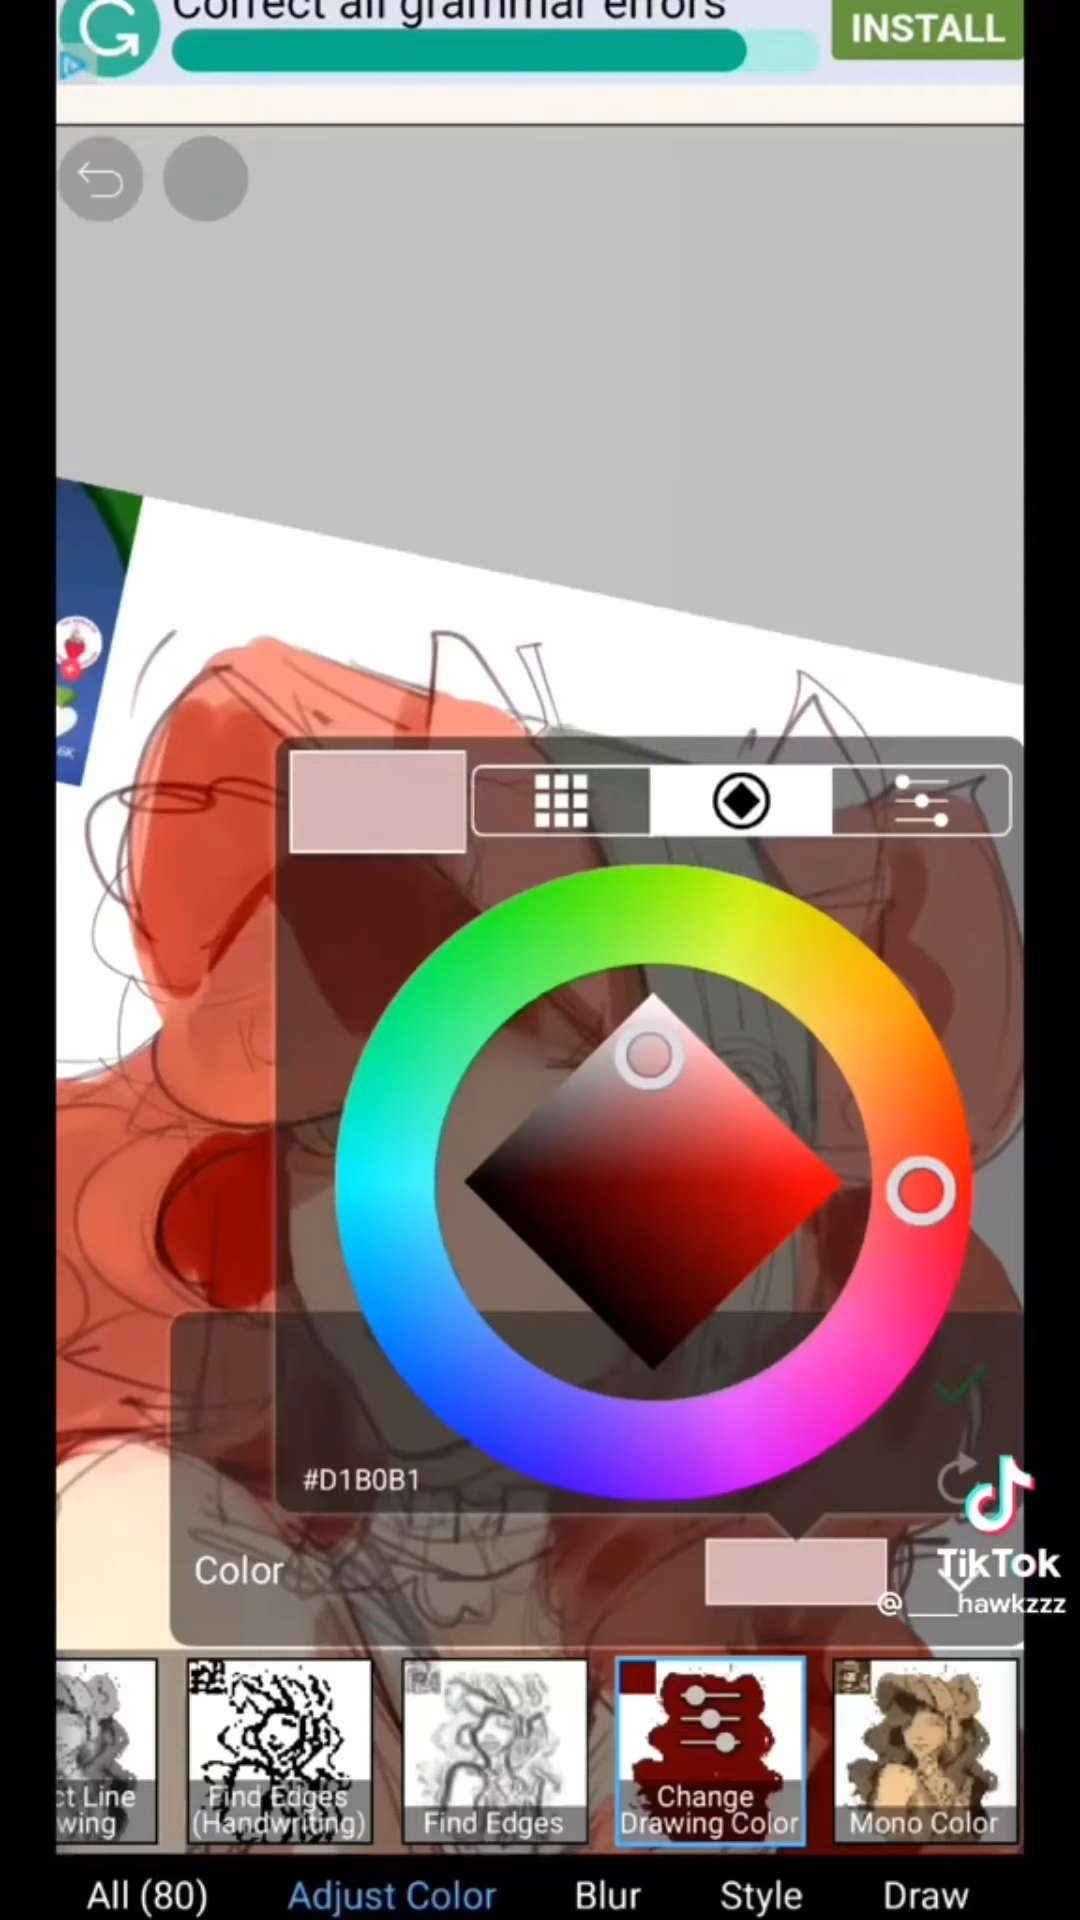 Correct all grammar errors
INSTALL
6K
#D1B0B1
Color
TikTok
@___hawkzzz
ct Line
wing
Find Edges
(Handwriting)
Find Edges
Change
Drawing Color
Mono Color
All (80)
Adjust Color
Blur
Style
Draw